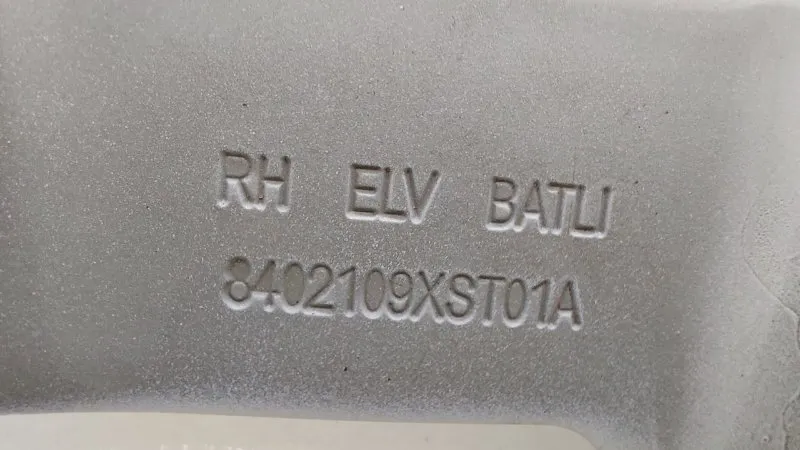 RH ELV BATLI
8402109XST01A